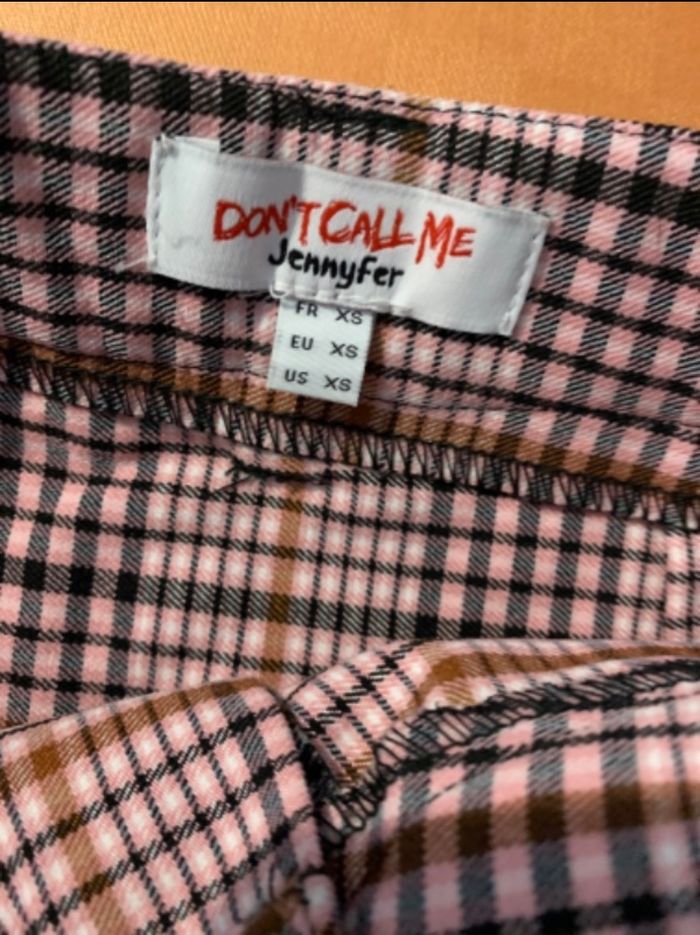 DON'T CALL ME
Jennyfer
FR XS
EU XS
US XS